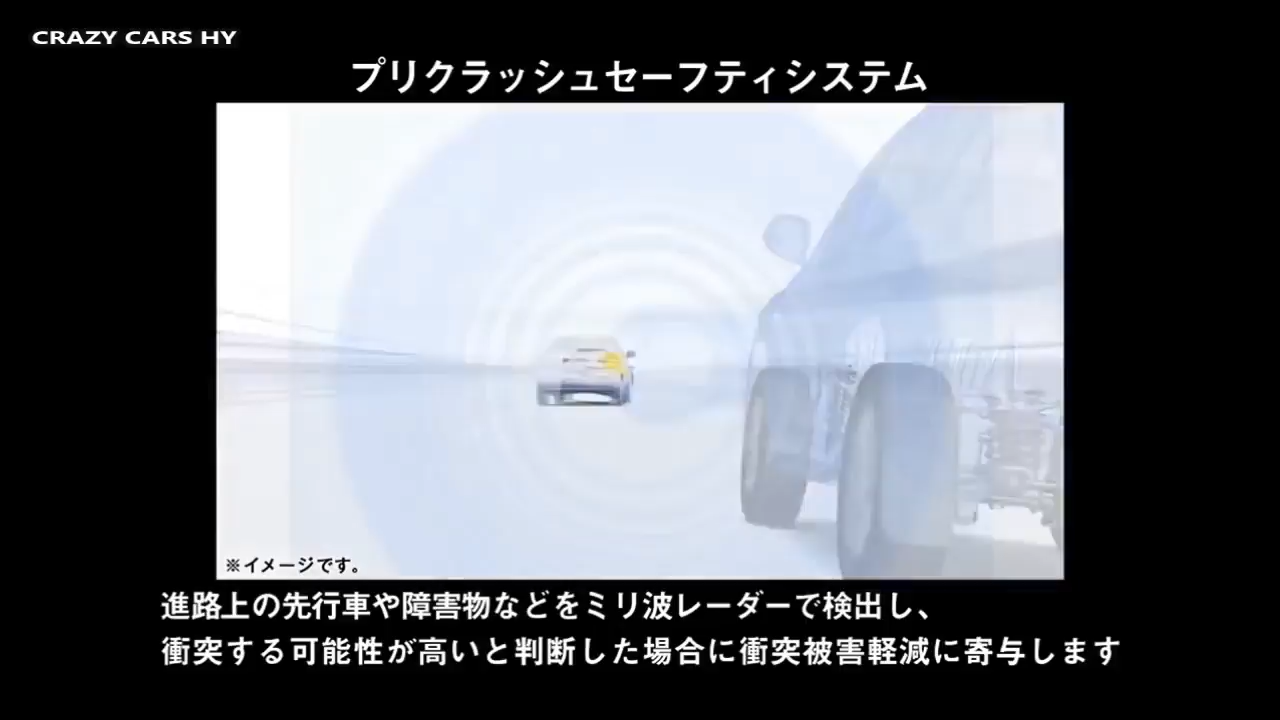 CRAZY CARS HY
プリクラッシュセーフティシステム
※イメージです。
進路上の先行車や障害物などをミリ波レーダーで検出し、
衝突する可能性が高いと判断した場合に衝突被害軽減に寄与します